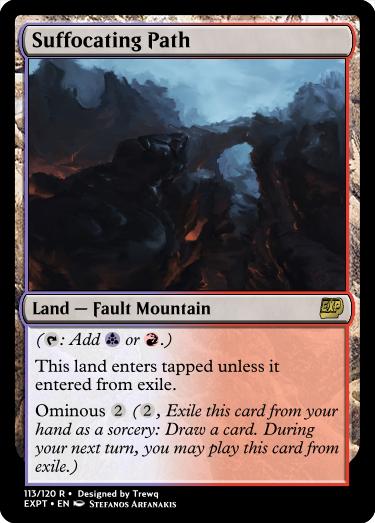 Suffocating Path
Land — Fault Mountain
EXP
(: Add or .)
This land enters tapped unless it
entered from exile.
Ominous 2 (2, Exile this card from your
hand as a sorcery: Draw a card. During
your next turn, you may play this card from
exile.)
113/120 R • Designed by Trewq
EXPT • EN Stefanos Arfanakis